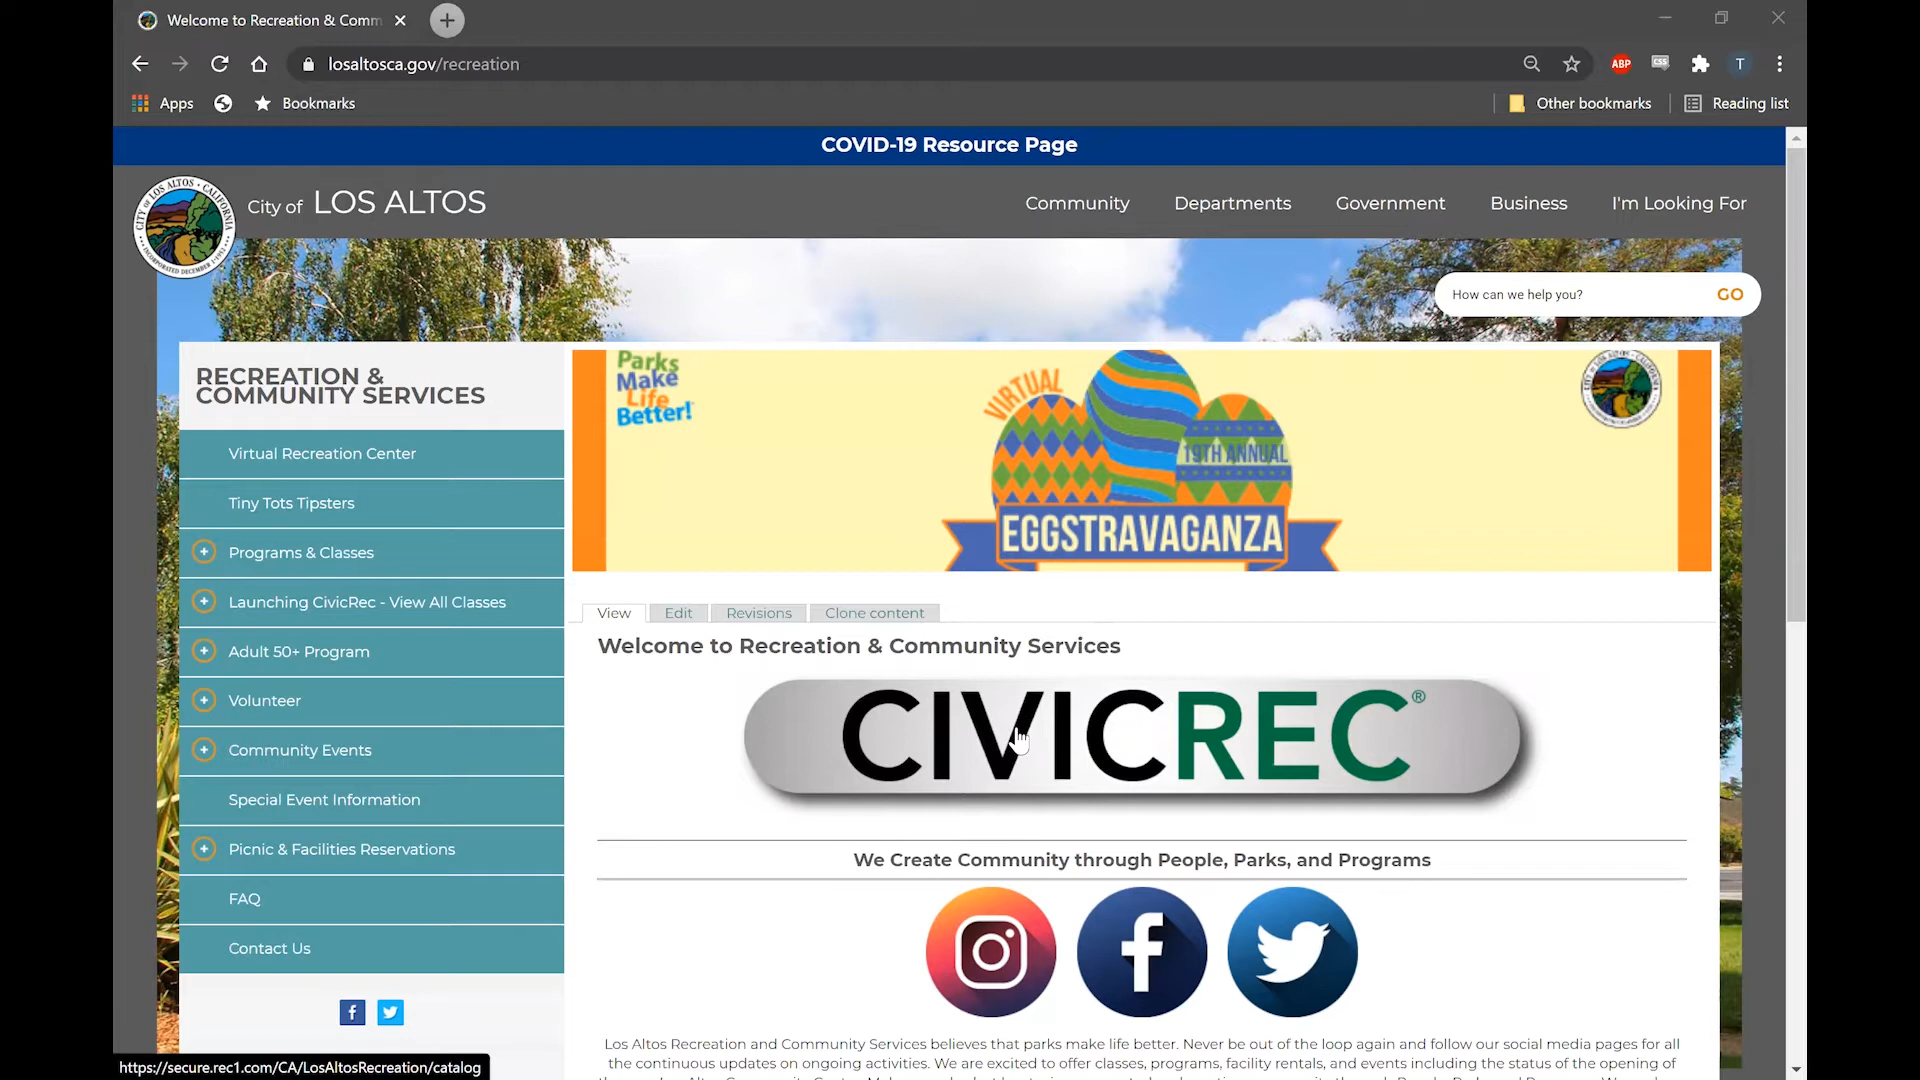 Welcome to Recreation & Comm
losaltosca.gov/recreation
ABP
CSS
T
Apps
Bookmarks
Other bookmarks
Reading list
COVID-19 Resource Page
City of LOS ALTOS
Community
Departments
Government
Business
I'm Looking For
How can we help you?
GO
RECREATION &
COMMUNITY SERVICES
Virtual Recreation Center
Tiny Tots Tipsters
Programs & Classes
Launching CivicRec - View All Classes
Adult 50+ Program
Volunteer
Community Events
Special Event Information
Picnic & Facilities Reservations
FAQ
Contact Us
Parks
Make
Life
Better!
VIRTUAL
19TH ANNUAL
EGGSTRAVAGANZA
View
Edit
Revisions
Clone content
Welcome to Recreation & Community Services
CIVICREC®
We Create Community through People, Parks, and Programs
Los Altos Recreation and Community Services believes that parks make life better. Never be out of the loop again and follow our social media pages for all
the continuous updates on ongoing activities. We are excited to offer classes, programs, facility rentals, and events including the status of the opening of
https://secure.rec1.com/CA/LosAltosRecreation/catalog